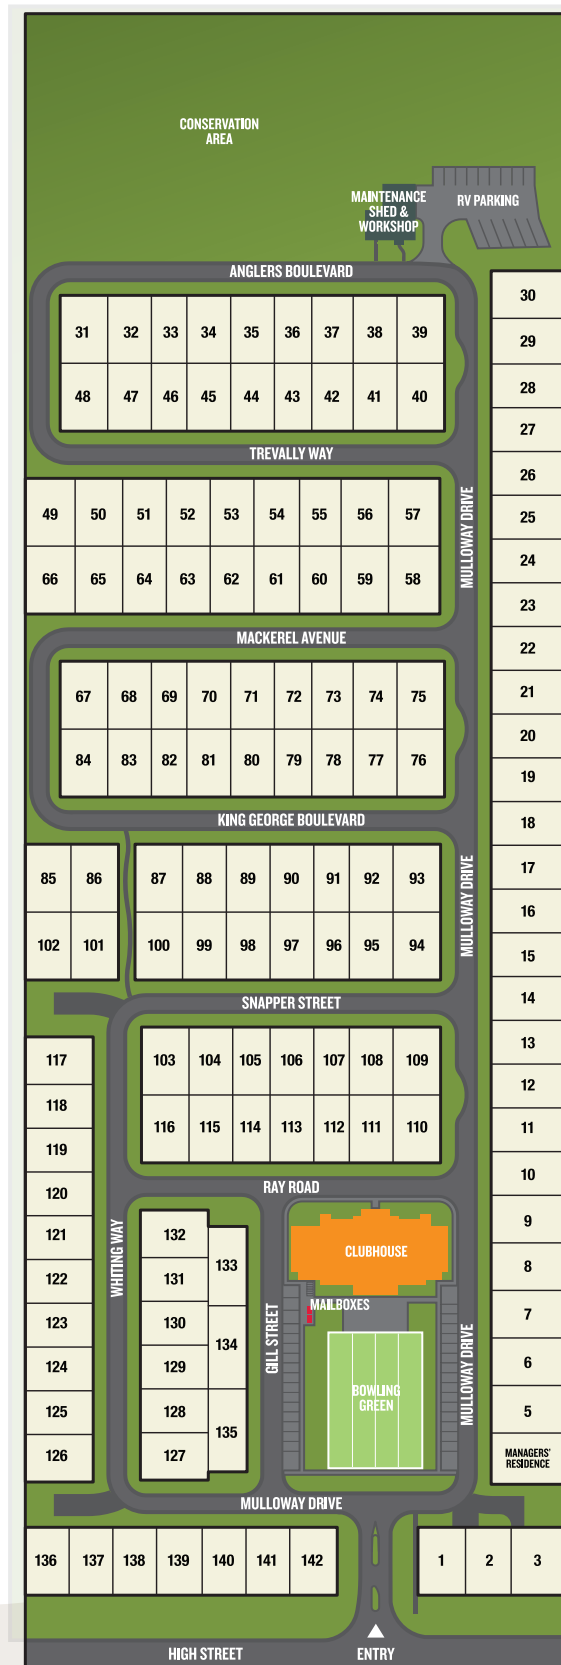 CONSERVATION
AREA
MAINTENANCE
SHED &
WORKSHOP
RV PARKING
ANGLERS BOULEVARD
30
31 32 33 34 35 36 37 38 39
29
28
48 47 46 45 44 43 42 41 40
27
TREVALLY WAY
26
MULLOWAY DRIVE
49 50 51 52 53 54 55 56 57
25
24
66 65 64 63 62 61 60 59 58
23
MACKEREL AVENUE
22
67 68 69 70 71 72 73 74 75
21
20
84 83 82 81 80 79 78 77 76
19
KING GEORGE BOULEVARD
18
85 86 87 88 89 90 91 92 93
17
MULLOWAY DRIVE
16
102 101 100 99 98 97 96 95 94
15
SNAPPER STREET
14
13
117
103 104 105 106 107 108 109
12
118
116 115 114 113 112 111 110
11
119
10
RAY ROAD
120
9
121
132
WHITING WAY
133
CLUBHOUSE
8
122
131
MAILBOXES
7
123
130
GILL STREET
134
6
124
129
MULLOWAY DRIVE
BOWLING
GREEN
5
125
128
135
126
127
MANAGERS'
RESIDENCE
MULLOWAY DRIVE
136 137 138 139 140 141 142
1 2 3
HIGH STREET
ENTRY